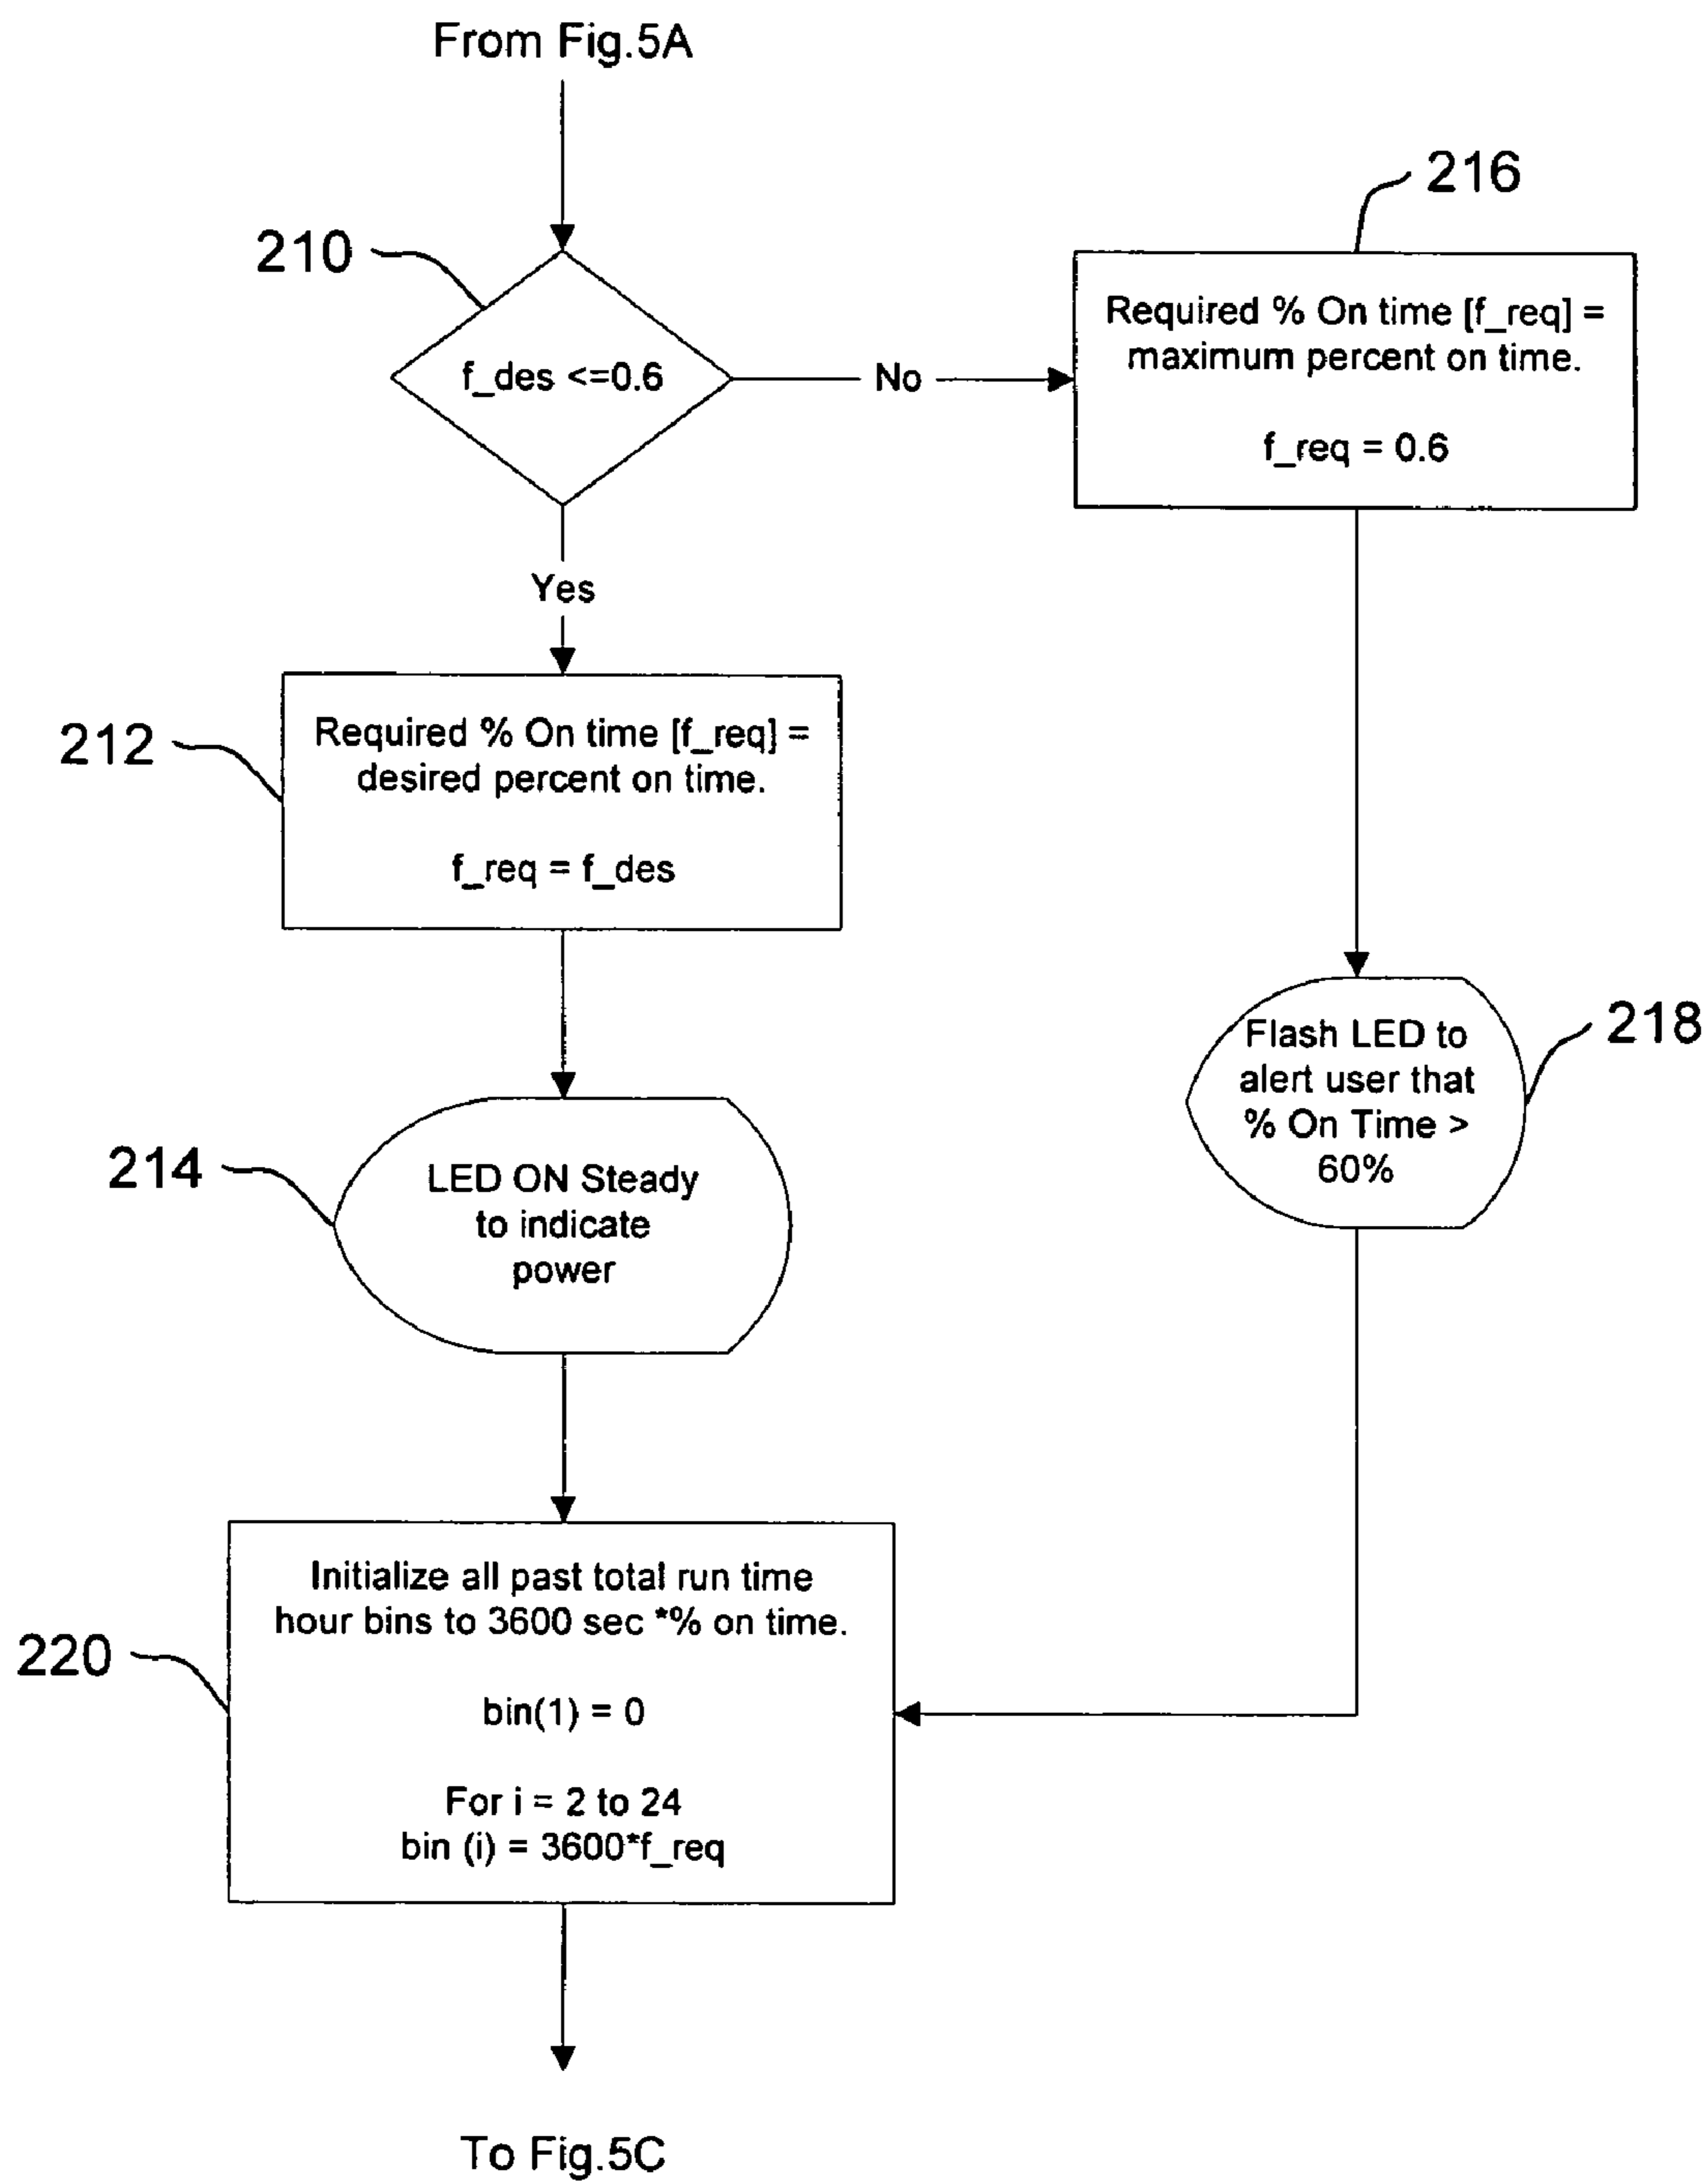 From Fig.5A
210
f_des <=0.6
No
216
Required % On time [f_req] =
maximum percent on time.
f_req = 0.6
Yes
212
Required % On time [f_req] =
desired percent on time.
f_req = f_des
214
LED ON Steady
to indicate
power
Flash LED to
alert user that
% On Time >
60%
218
220
Initialize all past total run time
hour bins to 3600 sec *% on time.
bin(1) = 0
For i = 2 to 24
bin (i) = 3600*f_req
To Fig.5C